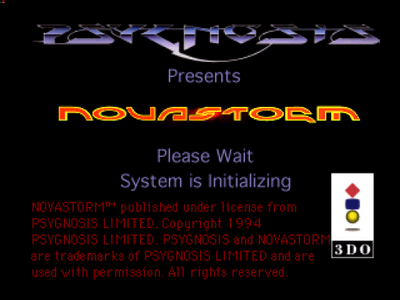 PSYGNOSIS
Presents
NOVASTORM
Please Wait
System is Initializing
NOVASTORM™ published under license from
PSYGNOSIS LIMITED. Copyright 1994
PSYGNOSIS LIMITED. PSYGNOSIS and NOVASTORM
are trademarks of PSYGNOSIS LIMITED and are
used with permission. All rights reserved.
3DO